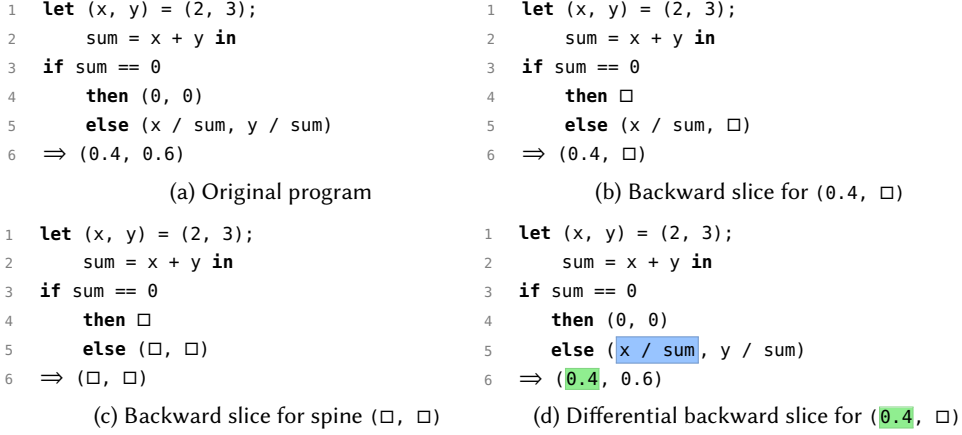 1 let (x, y) = (2, 3);
2 sum = x + y in
3 if sum == 0
4 then (0, 0)
5 else (x / sum, y / sum)
6 ⟹ (0.4, 0.6)
(a) Original program
1 let (x, y) = (2, 3);
2 sum = x + y in
3 if sum == 0
4 then □
5 else (x / sum, □)
6 ⟹ (0.4, □)
(b) Backward slice for (0.4, □)
1 let (x, y) = (2, 3);
2 sum = x + y in
3 if sum == 0
4 then □
5 else (□, □)
6 ⟹ (□, □)
(c) Backward slice for spine (□, □)
1 let (x, y) = (2, 3);
2 sum = x + y in
3 if sum == 0
4 then (0, 0)
5 else (x / sum, y / sum)
6 ⟹ (0.4, 0.6)
(d) Differential backward slice for (0.4, □)